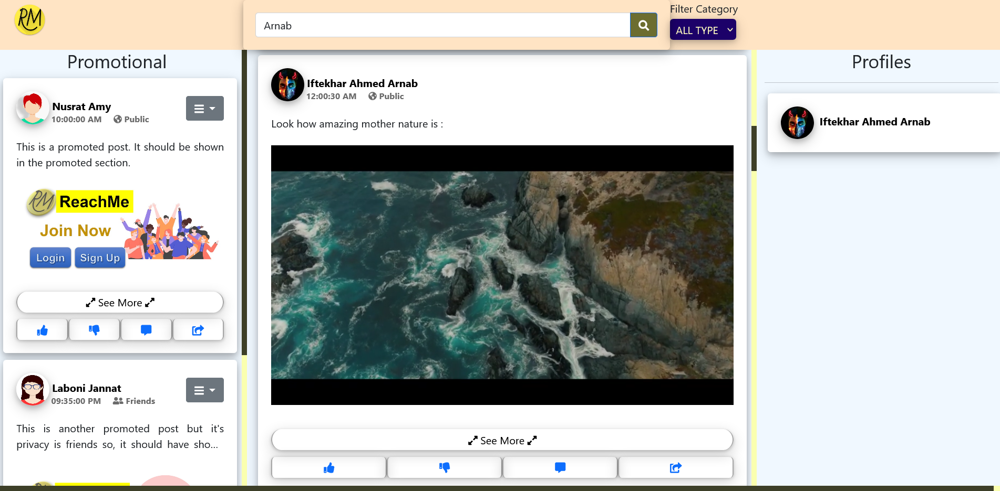 RM
Arnab
Filter Category
ALL TYPE
Promotional
Nusrat Amy
10:00:00 AM Public
This is a promoted post. It should be shown
in the promoted section.
RM ReachMe
Join Now
Login Sign Up
See More
Laboni Jannat
09:35:00 PM Friends
This is another promoted post but it's
privacy is friends so, it should have sho...
Iftekhar Ahmed Arnab
12:00:30 AM Public
Look how amazing mother nature is :
See More
Profiles
Iftekhar Ahmed Arnab